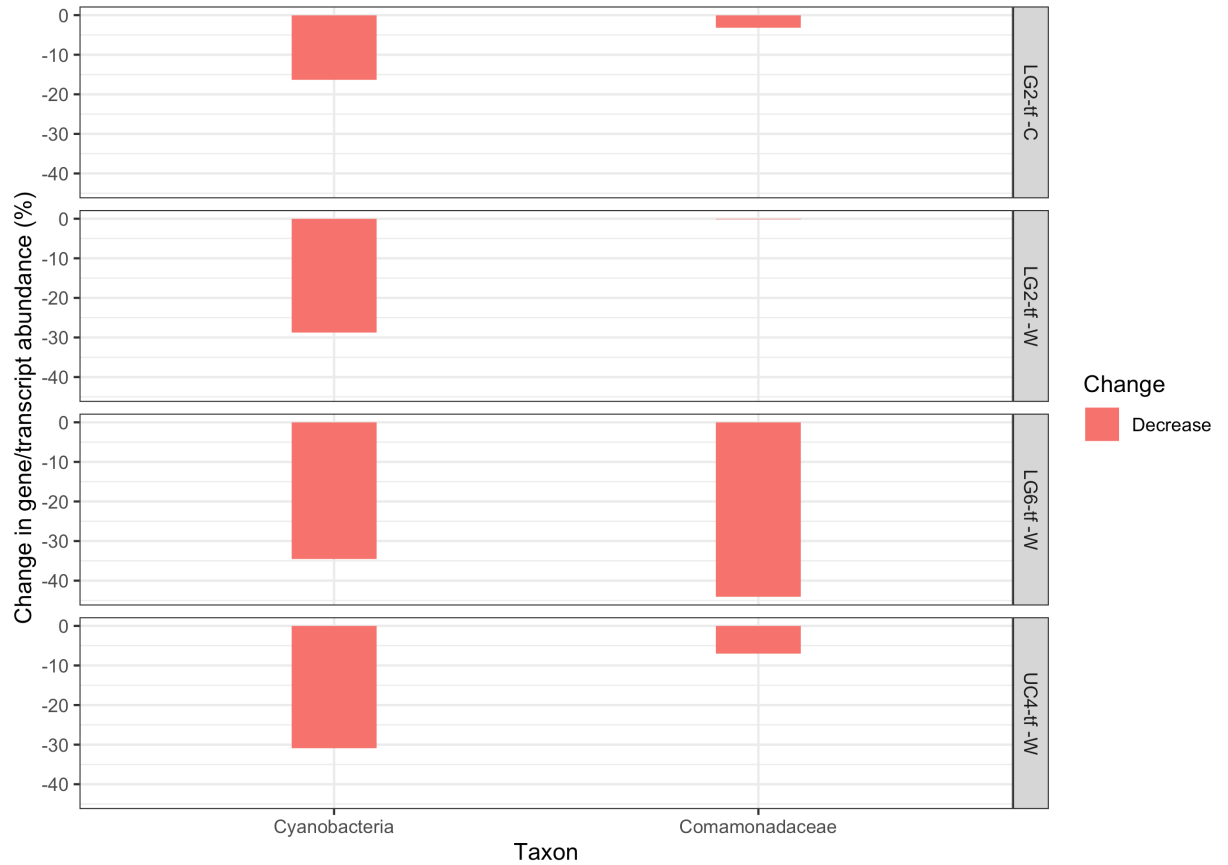 Change in gene/transcript abundance (%)
0
-10
-20
-30
-40
LG2-tf -C
0
-10
-20
-30
-40
LG2-tf -W
0
-10
-20
-30
-40
LG6-tf -W
0
-10
-20
-30
-40
UC4-tf -W
Cyanobacteria
Comamonadaceae
Taxon
Change
Decrease